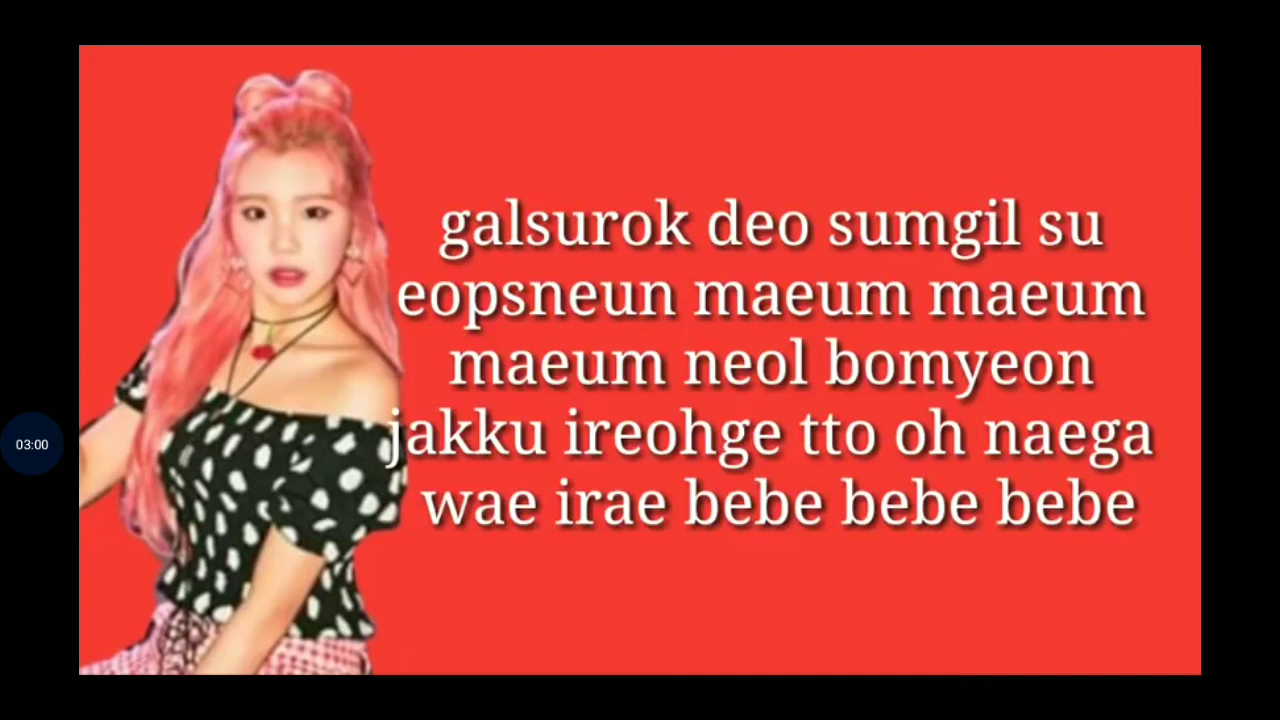 galsurok deo sumgil su
eopsneun maeum maeum
maeum neol bomyeon
jakku ireohge tto oh naega
wae irae bebe bebe bebe
03:00